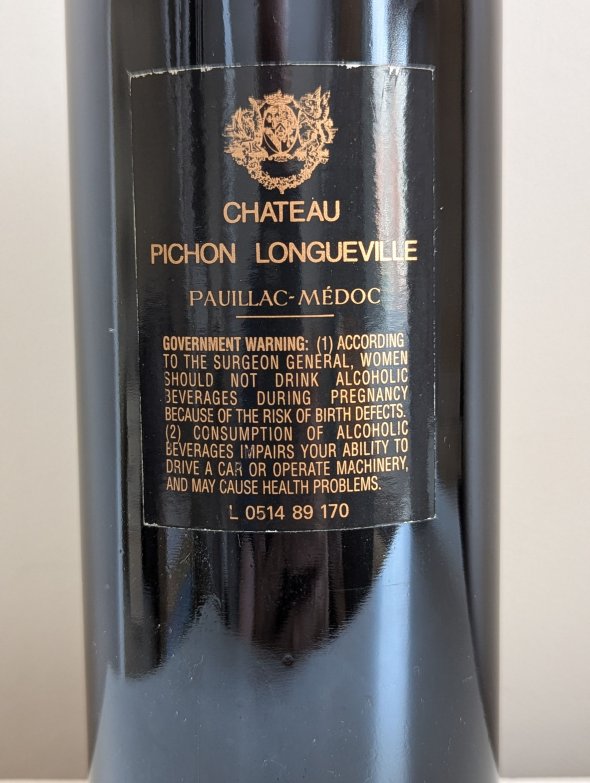 CHATEAU
PICHON LONGUEVILLE
PAUILLAC-MÉDOC
GOVERNMENT WARNING: (1) ACCORDING
TO THE SURGEON GENERAL, WOMEN
SHOULD NOT DRINK ALCOHOLIC
BEVERAGES DURING PREGNANCY
BECAUSE OF THE RISK OF BIRTH DEFECTS.
(2) CONSUMPTION OF ALCOHOLIC
BEVERAGES IMPAIRS YOUR ABILITY TO
DRIVE A CAR OR OPERATE MACHINERY,
AND MAY CAUSE HEALTH PROBLEMS.
L 0514 89 170